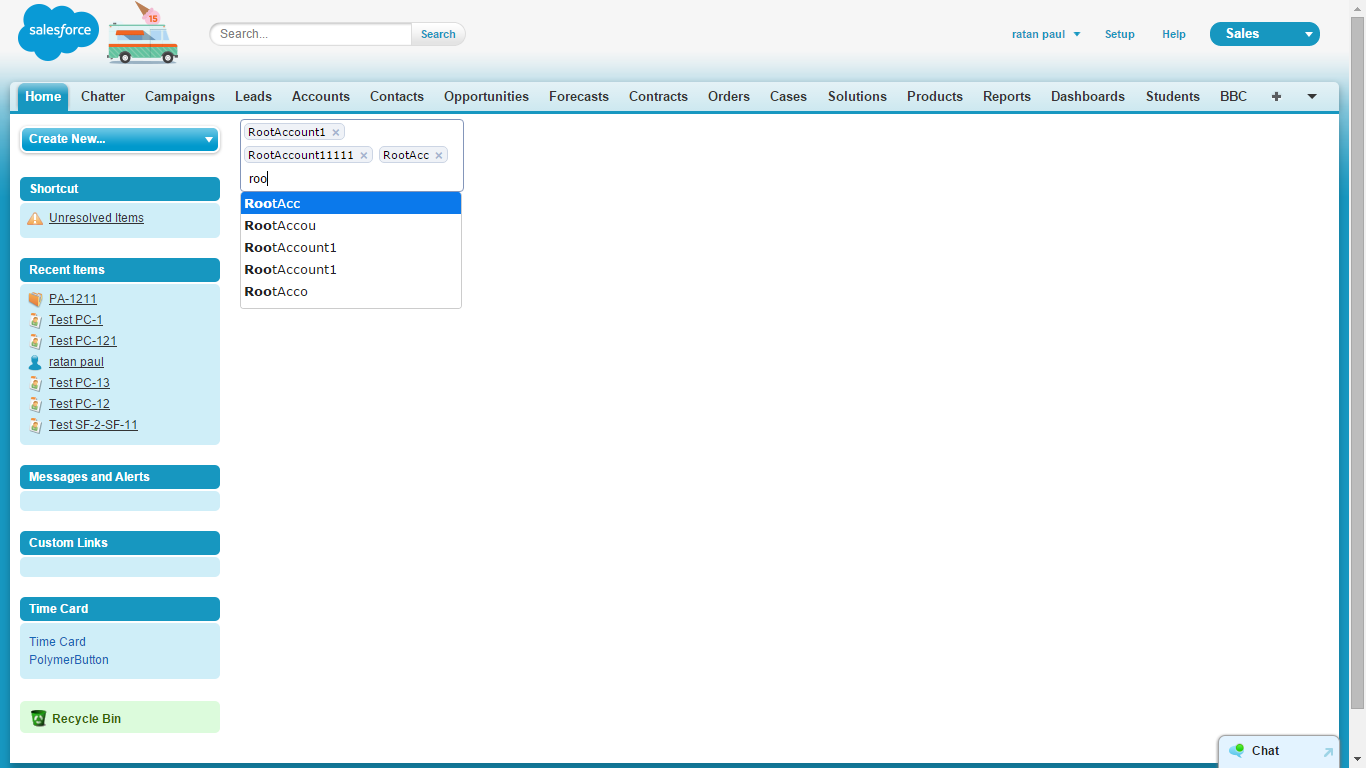 salesforce
15
Search...
Search
ratan paul
Setup
Help
Sales
Home Chatter Campaigns Leads Accounts Contacts Opportunities Forecasts Contracts Orders Cases Solutions Products Reports Dashboards Students BBC +
Create New...
Shortcut
Unresolved Items
Recent Items
PA-1211
Test PC-1
Test PC-121
ratan paul
Test PC-13
Test PC-12
Test SF-2-SF-11
Messages and Alerts
Custom Links
Time Card
Time Card
PolymerButton
Recycle Bin
RootAccount1 ×
RootAccount11111 × RootAcc ×
roo
RootAcc
RootAccou
RootAccount1
RootAccount1
RootAcco
Chat